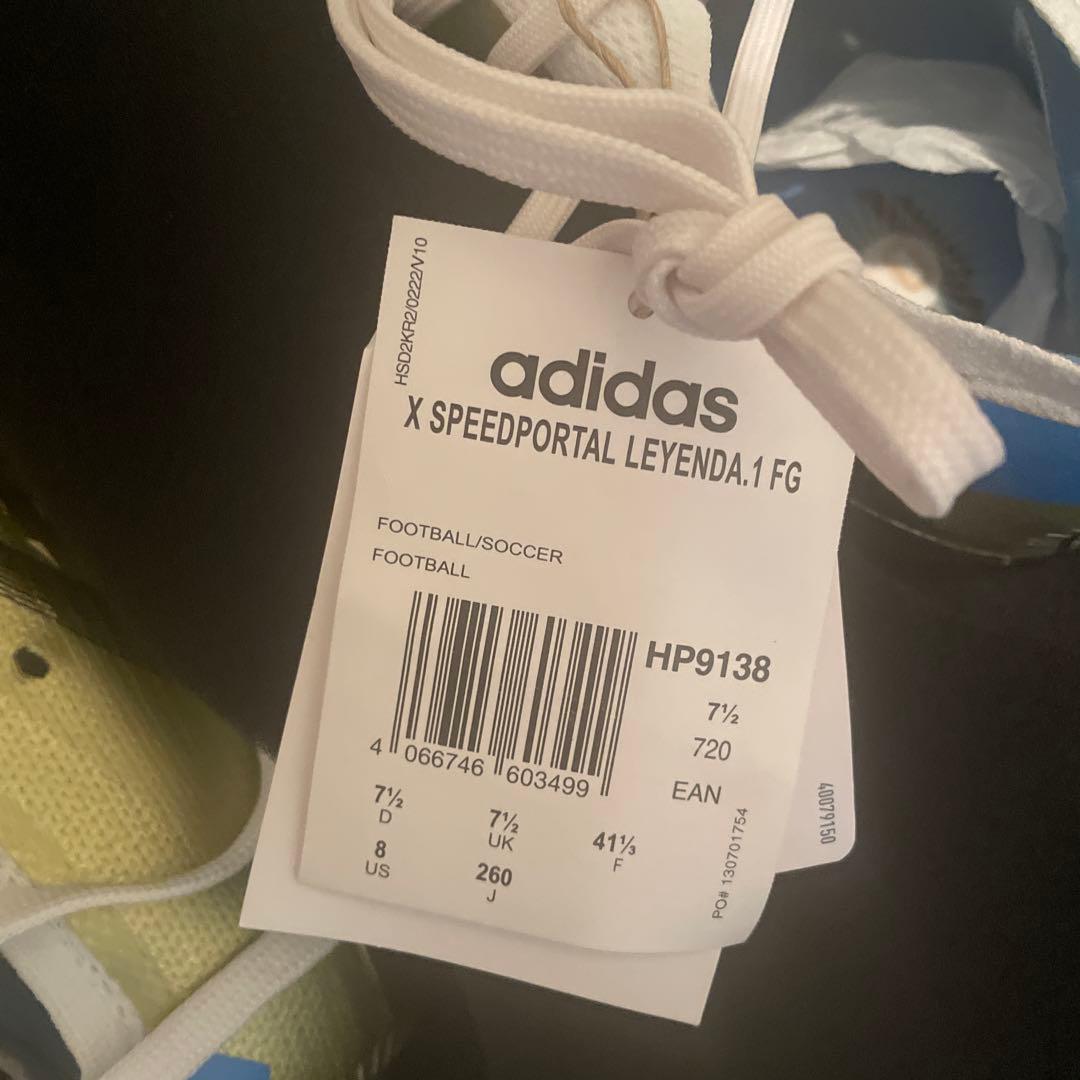 HSD2KR2/0222/V10
adidas
X SPEEDPORTAL LEYENDA.1 FG
FOOTBALL/SOCCER
FOOTBALL
HP9138
7½
720
EAN
4 066746 603499
7½ 7½ 41⅓
D UK F
8 260
US J
PO# 130701754
40079150